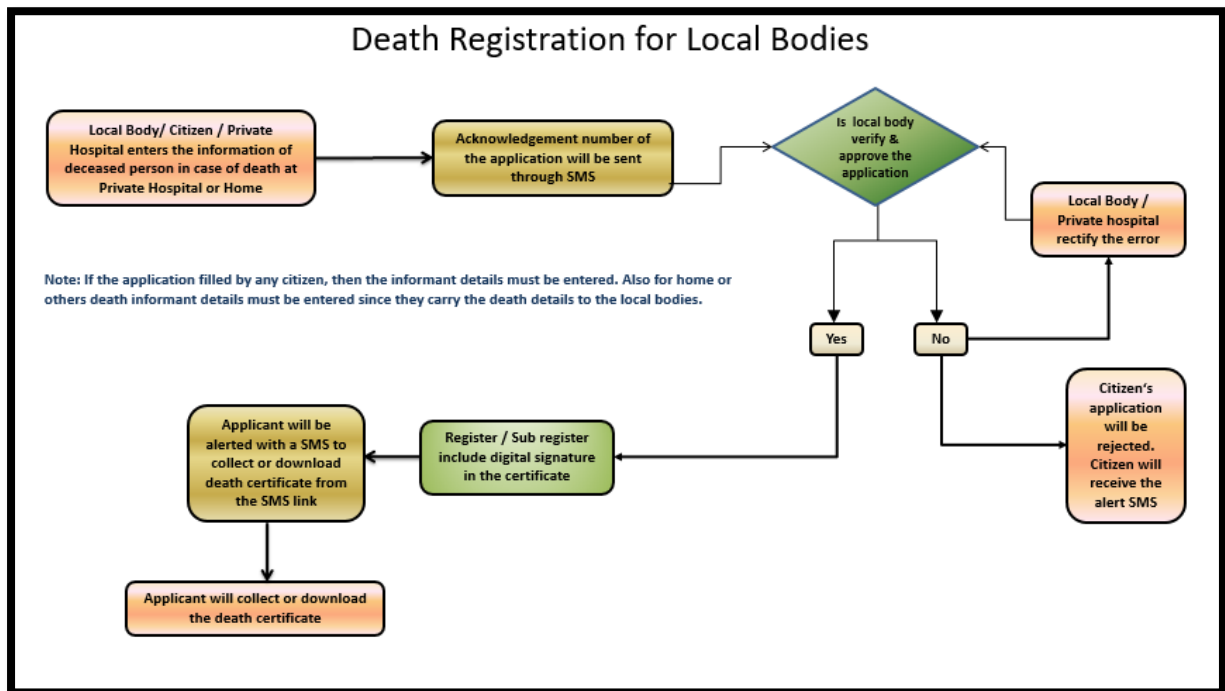 Death Registration for Local Bodies
Local Body/ Citizen / Private
Hospital enters the information of
deceased person in case of death at
Private Hospital or Home
Acknowledgement number of
the application will be sent
through SMS
Is local body
verify &
approve the
application
Local Body /
Private hospital
rectify the error
Note: If the application filled by any citizen, then the informant details must be entered. Also for home or
others death informant details must be entered since they carry the death details to the local bodies.
Yes
No
Citizen‘s
application
will be
rejected.
Citizen will
receive the
alert SMS
Register / Sub register
include digital signature
in the certificate
Applicant will be
alerted with a SMS to
collect or download
death certificate from
the SMS link
Applicant will collect or download
the death certificate